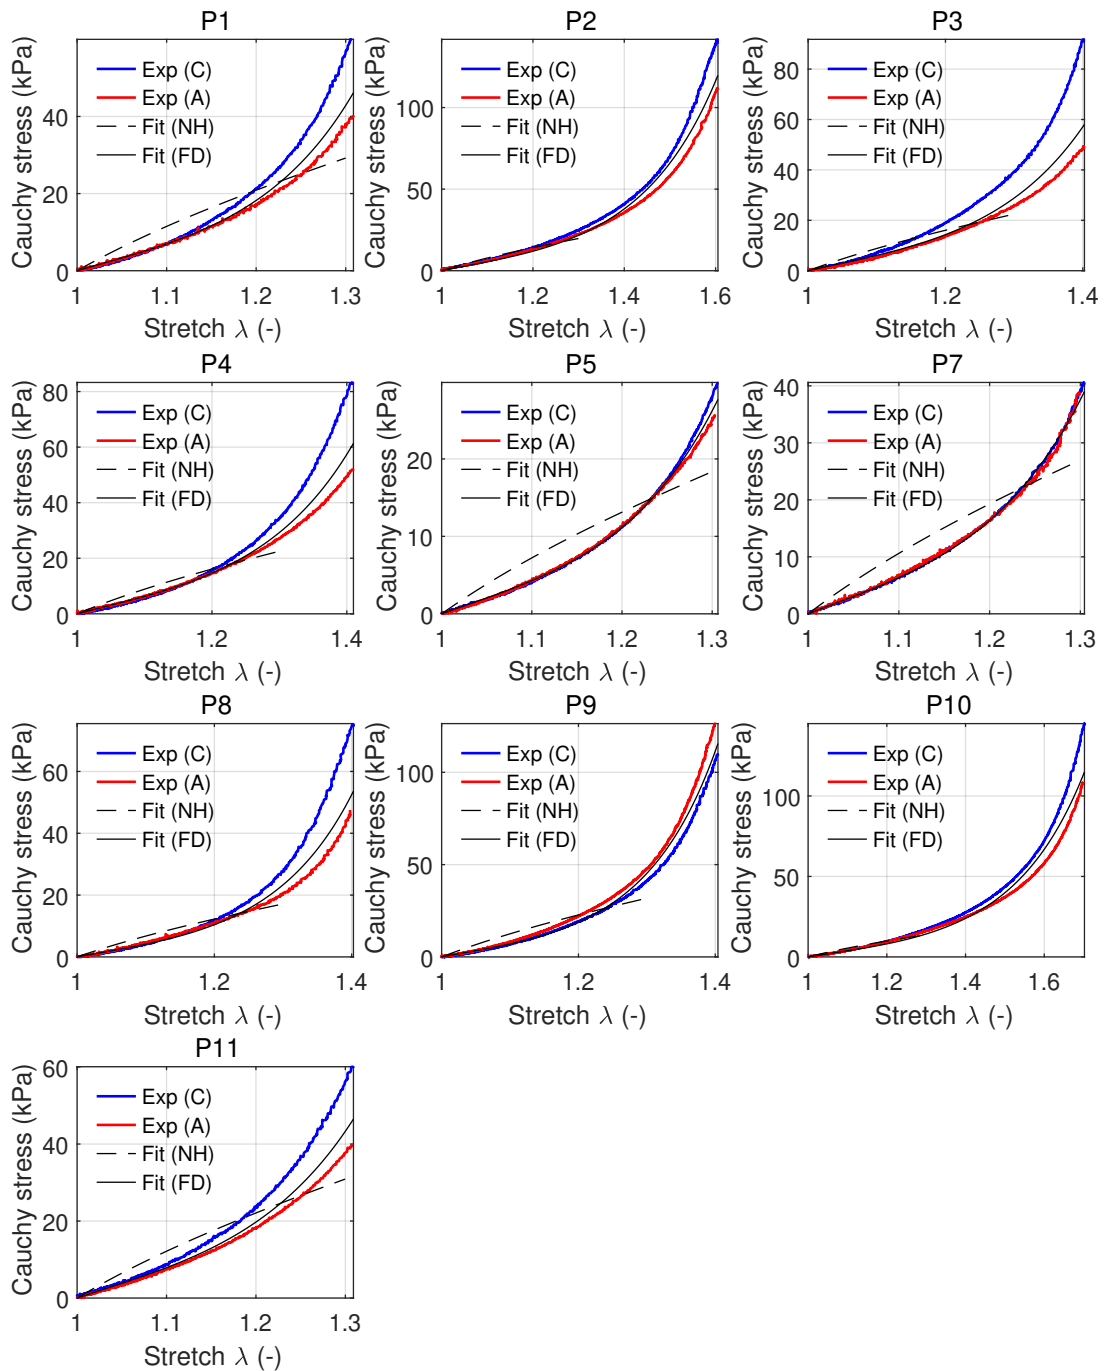 P1
Cauchy stress (kPa)
40
20
0
Exp (C)
Exp (A)
Fit (NH)
Fit (FD)
1
1.1
1.2
1.3
Stretch λ (-)
P2
Cauchy stress (kPa)
100
50
0
Exp (C)
Exp (A)
Fit (NH)
Fit (FD)
1
1.2
1.4
1.6
Stretch λ (-)
P3
Cauchy stress (kPa)
80
60
40
20
0
Exp (C)
Exp (A)
Fit (NH)
Fit (FD)
1
1.2
1.4
Stretch λ (-)
P4
Cauchy stress (kPa)
80
60
40
20
0
Exp (C)
Exp (A)
Fit (NH)
Fit (FD)
1
1.2
1.4
Stretch λ (-)
P5
Cauchy stress (kPa)
20
10
0
Exp (C)
Exp (A)
Fit (NH)
Fit (FD)
1
1.1
1.2
1.3
Stretch λ (-)
P7
Cauchy stress (kPa)
40
30
20
10
0
Exp (C)
Exp (A)
Fit (NH)
Fit (FD)
1
1.1
1.2
1.3
Stretch λ (-)
P8
Cauchy stress (kPa)
60
40
20
0
Exp (C)
Exp (A)
Fit (NH)
Fit (FD)
1
1.2
1.4
Stretch λ (-)
P9
Cauchy stress (kPa)
100
50
0
Exp (C)
Exp (A)
Fit (NH)
Fit (FD)
1
1.2
1.4
Stretch λ (-)
P10
Cauchy stress (kPa)
100
50
0
Exp (C)
Exp (A)
Fit (NH)
Fit (FD)
1
1.2
1.4
1.6
Stretch λ (-)
P11
Cauchy stress (kPa)
60
40
20
0
Exp (C)
Exp (A)
Fit (NH)
Fit (FD)
1
1.1
1.2
1.3
Stretch λ (-)